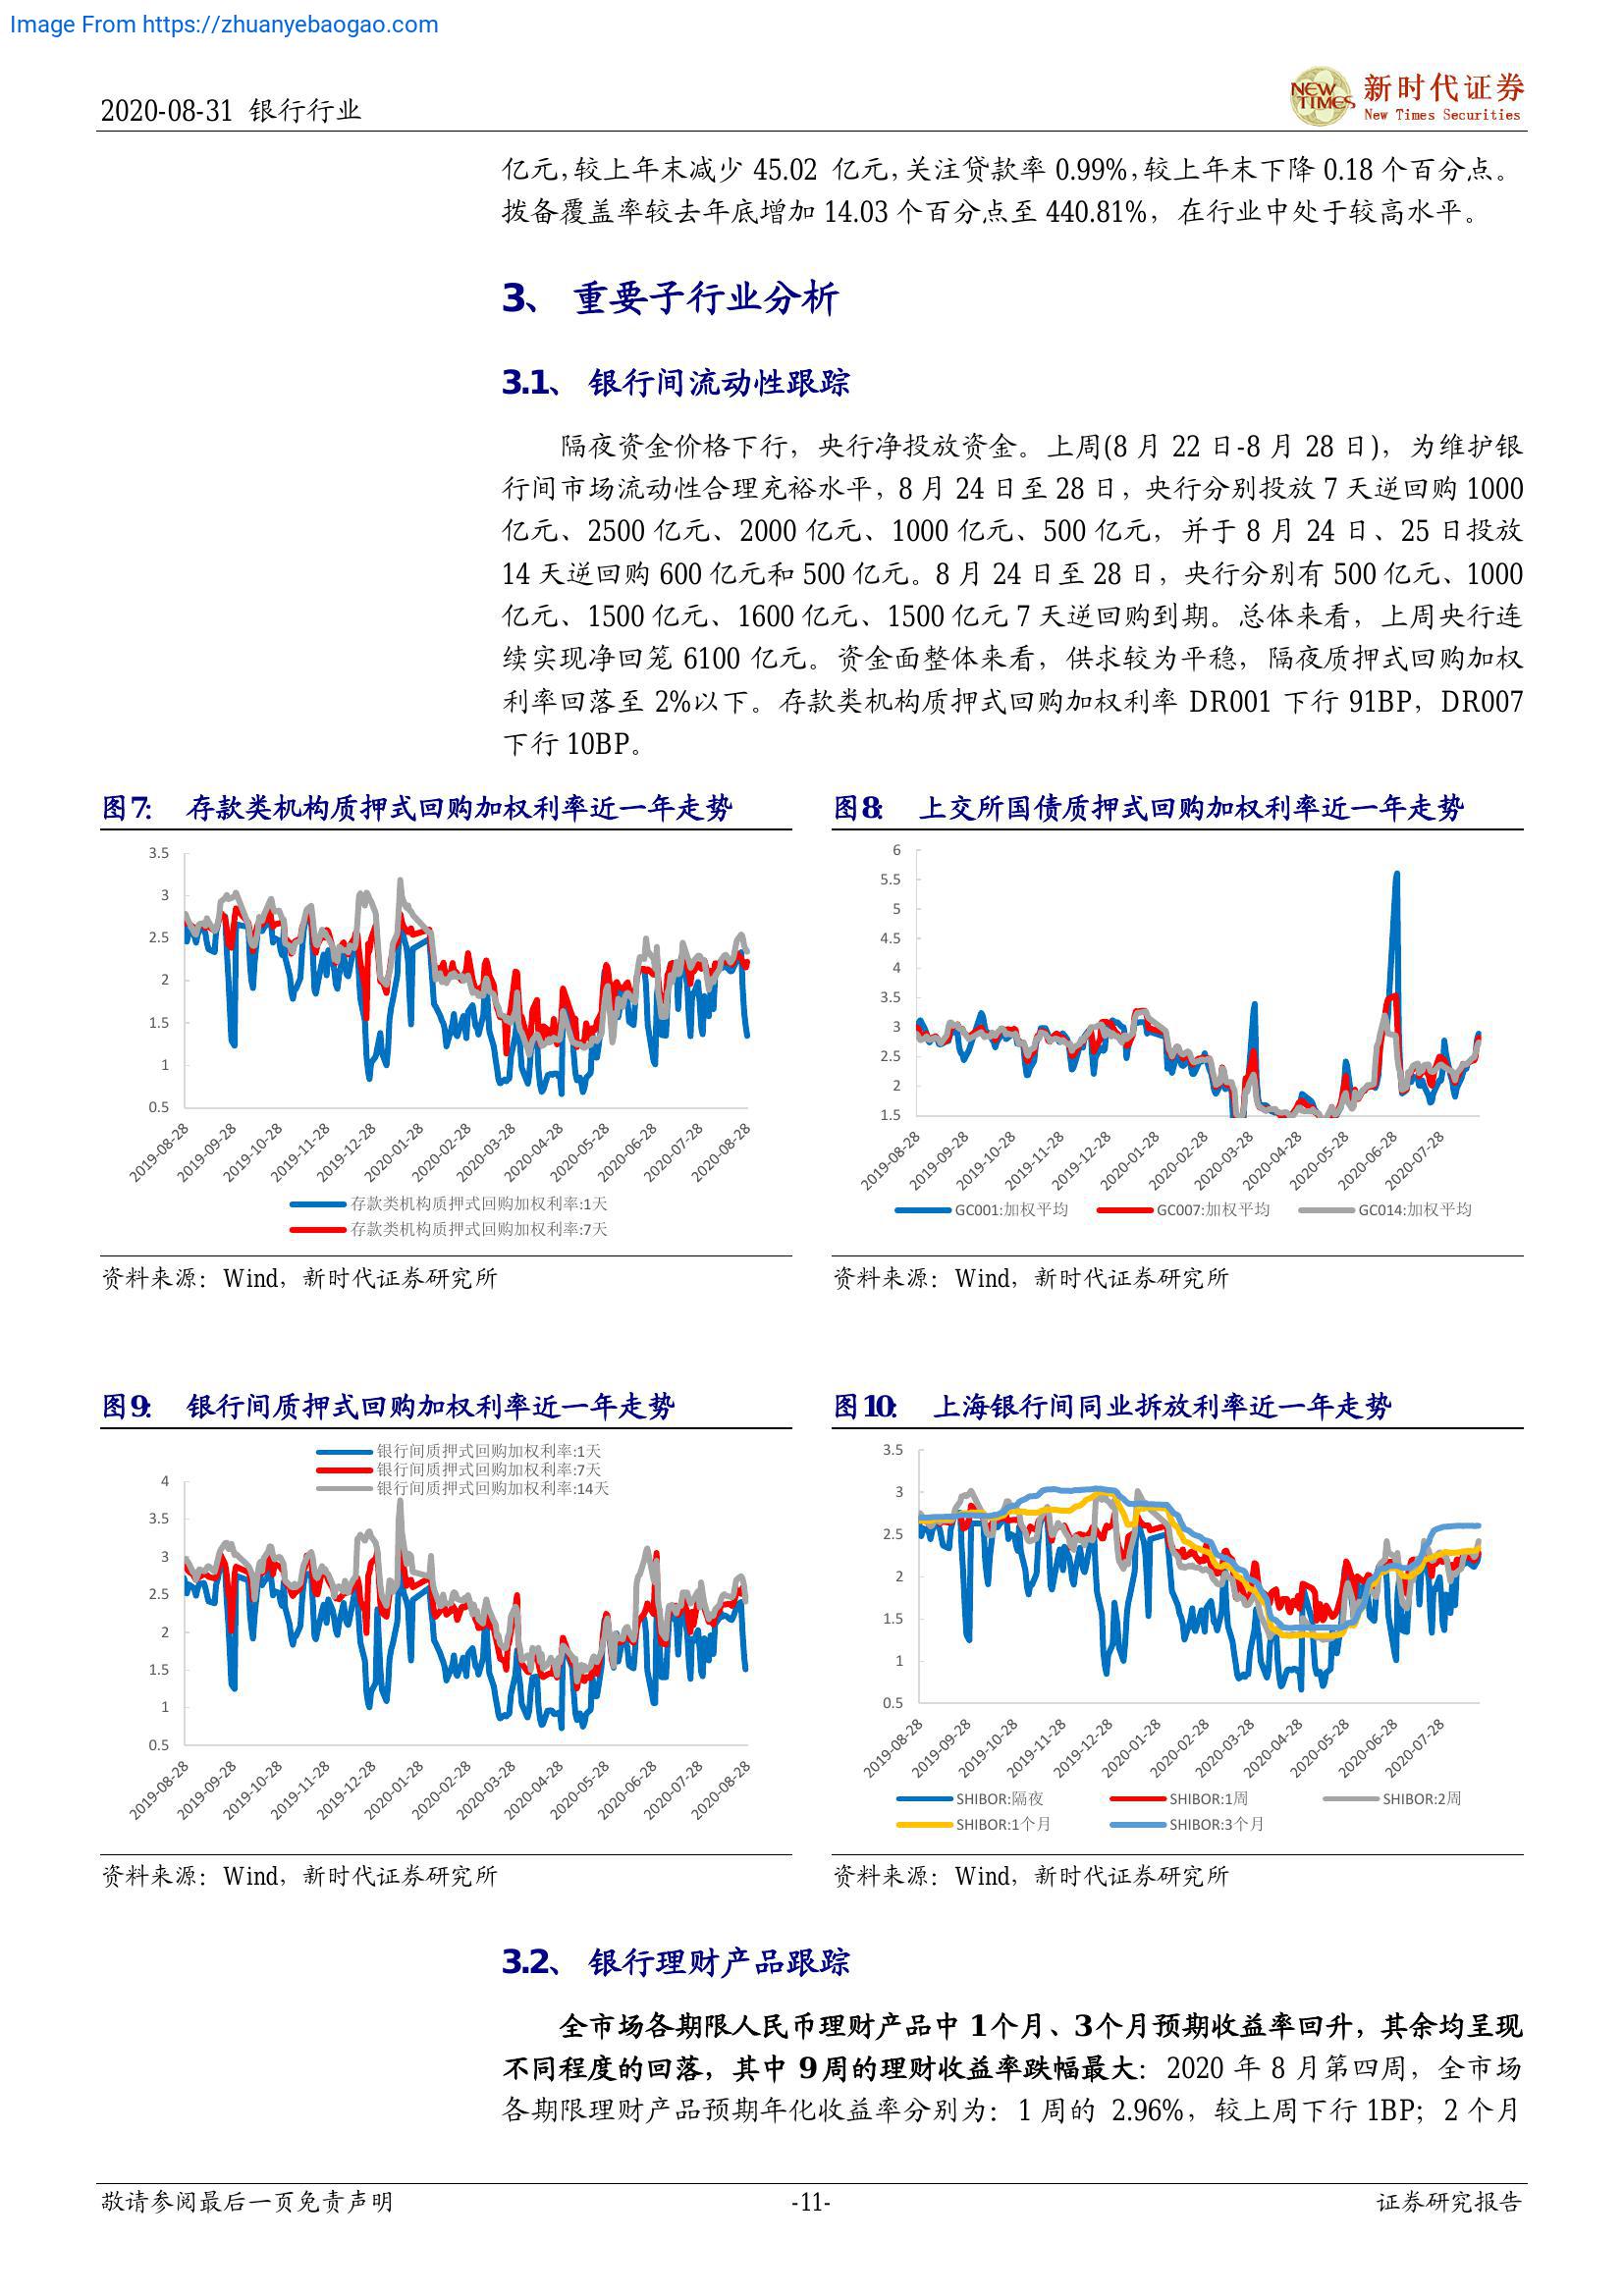 Image From https://zhuanyebaogao.com
2020-08-31 银行行业
NEW TIMES
新时代证券
New Times Securities
亿元，较上年末减少 45.02 亿元，关注贷款率 0.99%，较上年末下降 0.18 个百分点。
拨备覆盖率较去年底增加 14.03 个百分点至 440.81%，在行业中处于较高水平。
3、 重要子行业分析
3.1、 银行间流动性跟踪
隔夜资金价格下行，央行净投放资金。上周(8 月 22 日-8 月 28 日)，为维护银
行间市场流动性合理充裕水平，8 月 24 日至 28 日，央行分别投放 7 天逆回购 1000
亿元、2500 亿元、2000 亿元、1000 亿元、500 亿元，并于 8 月 24 日、25 日投放
14 天逆回购 600 亿元和 500 亿元。8 月 24 日至 28 日，央行分别有 500 亿元、1000
亿元、1500 亿元、1600 亿元、1500 亿元 7 天逆回购到期。总体来看，上周央行连
续实现净回笼 6100 亿元。资金面整体来看，供求较为平稳，隔夜质押式回购加权
利率回落至 2%以下。存款类机构质押式回购加权利率 DR001 下行 91BP，DR007
下行 10BP。
图7： 存款类机构质押式回购加权利率近一年走势
3.5
3
2.5
2
1.5
1
0.5
2019-08-28
2019-09-28
2019-10-28
2019-11-28
2019-12-28
2020-01-28
2020-02-28
2020-03-28
2020-04-28
2020-05-28
2020-06-28
2020-07-28
2020-08-28
存款类机构质押式回购加权利率:1天
存款类机构质押式回购加权利率:7天
资料来源：Wind，新时代证券研究所
图8： 上交所国债质押式回购加权利率近一年走势
6
5.5
5
4.5
4
3.5
3
2.5
2
1.5
2019-08-28
2019-09-28
2019-10-28
2019-11-28
2019-12-28
2020-01-28
2020-02-28
2020-03-28
2020-04-28
2020-05-28
2020-06-28
2020-07-28
GC001:加权平均 GC007:加权平均 GC014:加权平均
资料来源：Wind，新时代证券研究所
图9： 银行间质押式回购加权利率近一年走势
银行间质押式回购加权利率:1天
银行间质押式回购加权利率:7天
银行间质押式回购加权利率:14天
4
3.5
3
2.5
2
1.5
1
0.5
2019-08-28
2019-09-28
2019-10-28
2019-11-28
2019-12-28
2020-01-28
2020-02-28
2020-03-28
2020-04-28
2020-05-28
2020-06-28
2020-07-28
2020-08-28
资料来源：Wind，新时代证券研究所
图10： 上海银行间同业拆放利率近一年走势
3.5
3
2.5
2
1.5
1
0.5
2019-08-28
2019-09-28
2019-10-28
2019-11-28
2019-12-28
2020-01-28
2020-02-28
2020-03-28
2020-04-28
2020-05-28
2020-06-28
2020-07-28
SHIBOR:隔夜 SHIBOR:1周 SHIBOR:2周
SHIBOR:1个月 SHIBOR:3个月
资料来源：Wind，新时代证券研究所
3.2、 银行理财产品跟踪
全市场各期限人民币理财产品中 1个月、3个月预期收益率回升，其余均呈现
不同程度的回落，其中 9周的理财收益率跌幅最大：2020 年 8 月第四周，全市场
各期限理财产品预期年化收益率分别为：1 周的 2.96%，较上周下行 1BP；2 个月
敬请参阅最后一页免责声明
-11-
证券研究报告